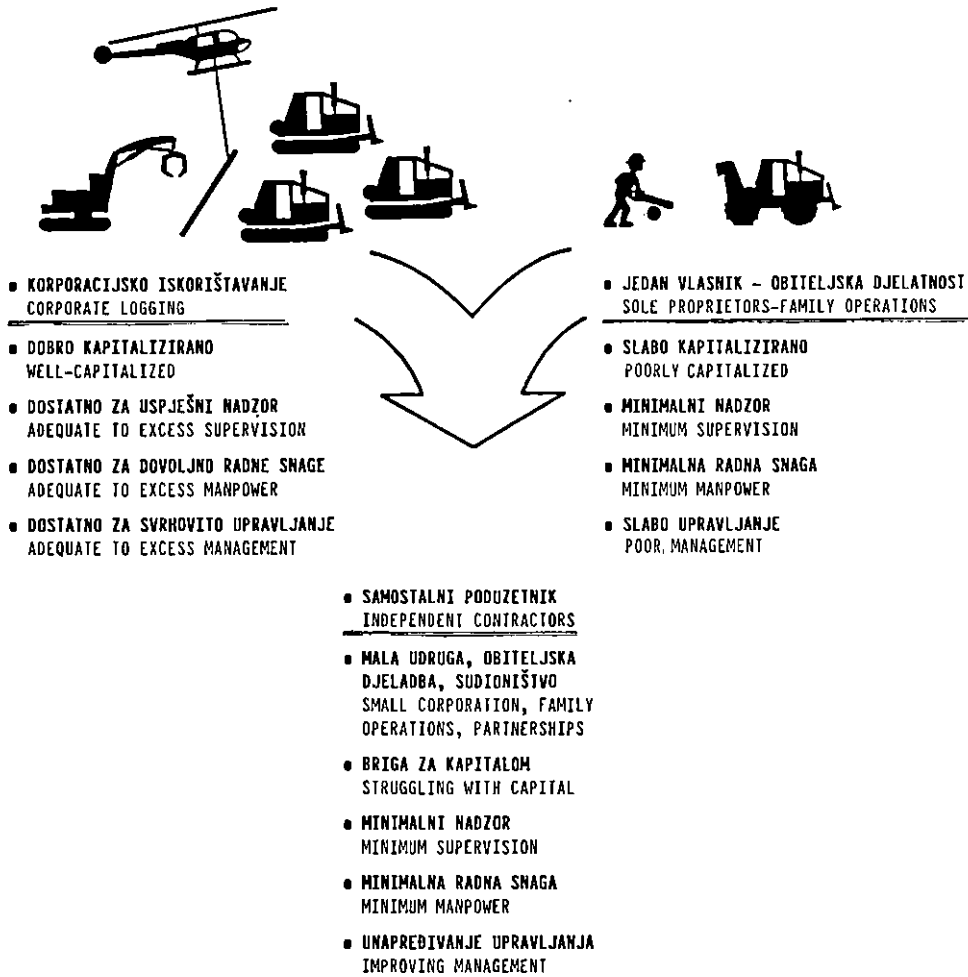 ▪ KORPORACIJSKO ISKORIŠTAVANJE
CORPORATE LOGGING
▪ DOBRO KAPITALIZIRANO
WELL-CAPITALIZED
▪ DOSTATNO ZA USPJEŠNI NADZOR
ADEQUATE TO EXCESS SUPERVISION
▪ DOSTATNO ZA DOVOLJNO RADNE SNAGE
ADEQUATE TO EXCESS MANPOWER
▪ DOSTATNO ZA SVRHOVITO UPRAVLJANJE
ADEQUATE TO EXCESS MANAGEMENT
▪ JEDAN VLASNIK – OBITELJSKA DJELATNOST
SOLE PROPRIETORS-FAMILY OPERATIONS
▪ SLABO KAPITALIZIRANO
POORLY CAPITALIZED
▪ MINIMALNI NADZOR
MINIMUM SUPERVISION
▪ MINIMALNA RADNA SNAGA
MINIMUM MANPOWER
▪ SLABO UPRAVLJANJE
POOR MANAGEMENT
▪ SAMOSTALNI PODUZETNIK
INDEPENDENT CONTRACTORS
▪ MALA UDRUGA, OBITELJSKA
DJELADBA, SUDIONIŠTVO
SMALL CORPORATION, FAMILY
OPERATIONS, PARTNERSHIPS
▪ BRIGA ZA KAPITALOM
STRUGGLING WITH CAPITAL
▪ MINIMALNI NADZOR
MINIMUM SUPERVISION
▪ MINIMALNA RADNA SNAGA
MINIMUM MANPOWER
▪ UNAPREĐIVANJE UPRAVLJANJA
IMPROVING MANAGEMENT